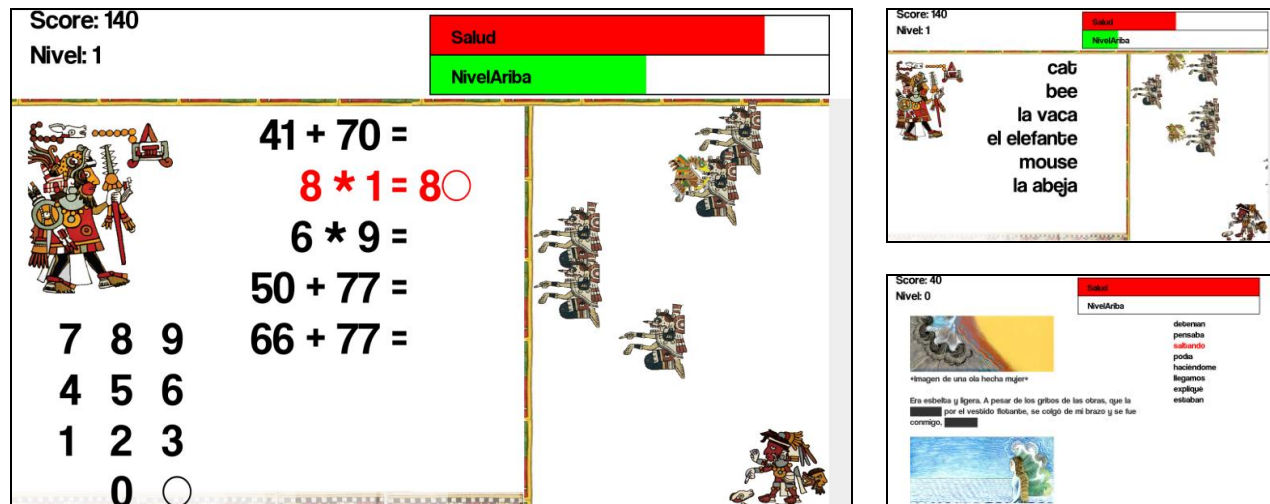 Score: 140
Nivel: 1
Salud
NivelAriba
41 + 70 =
8 * 1 = 8
6 * 9 =
50 + 77 =
66 + 77 =
7 8 9
4 5 6
1 2 3
0
Score: 140
Nivel: 1
Salud
NivelAriba
cat
bee
la vaca
el elefante
mouse
la abeja
Score: 40
Nivel: 0
Salud
NivelAriba
*Imagen de una ola hecha mujer*
Era esbelta y ligera. A pesar de los gritos de las otras, que la
por el vestido flotante, se colgó de mi brazo y se fue
conmigo,
detenían
pensaba
saltando
podía
haciéndome
llegamos
expliqué
estaban